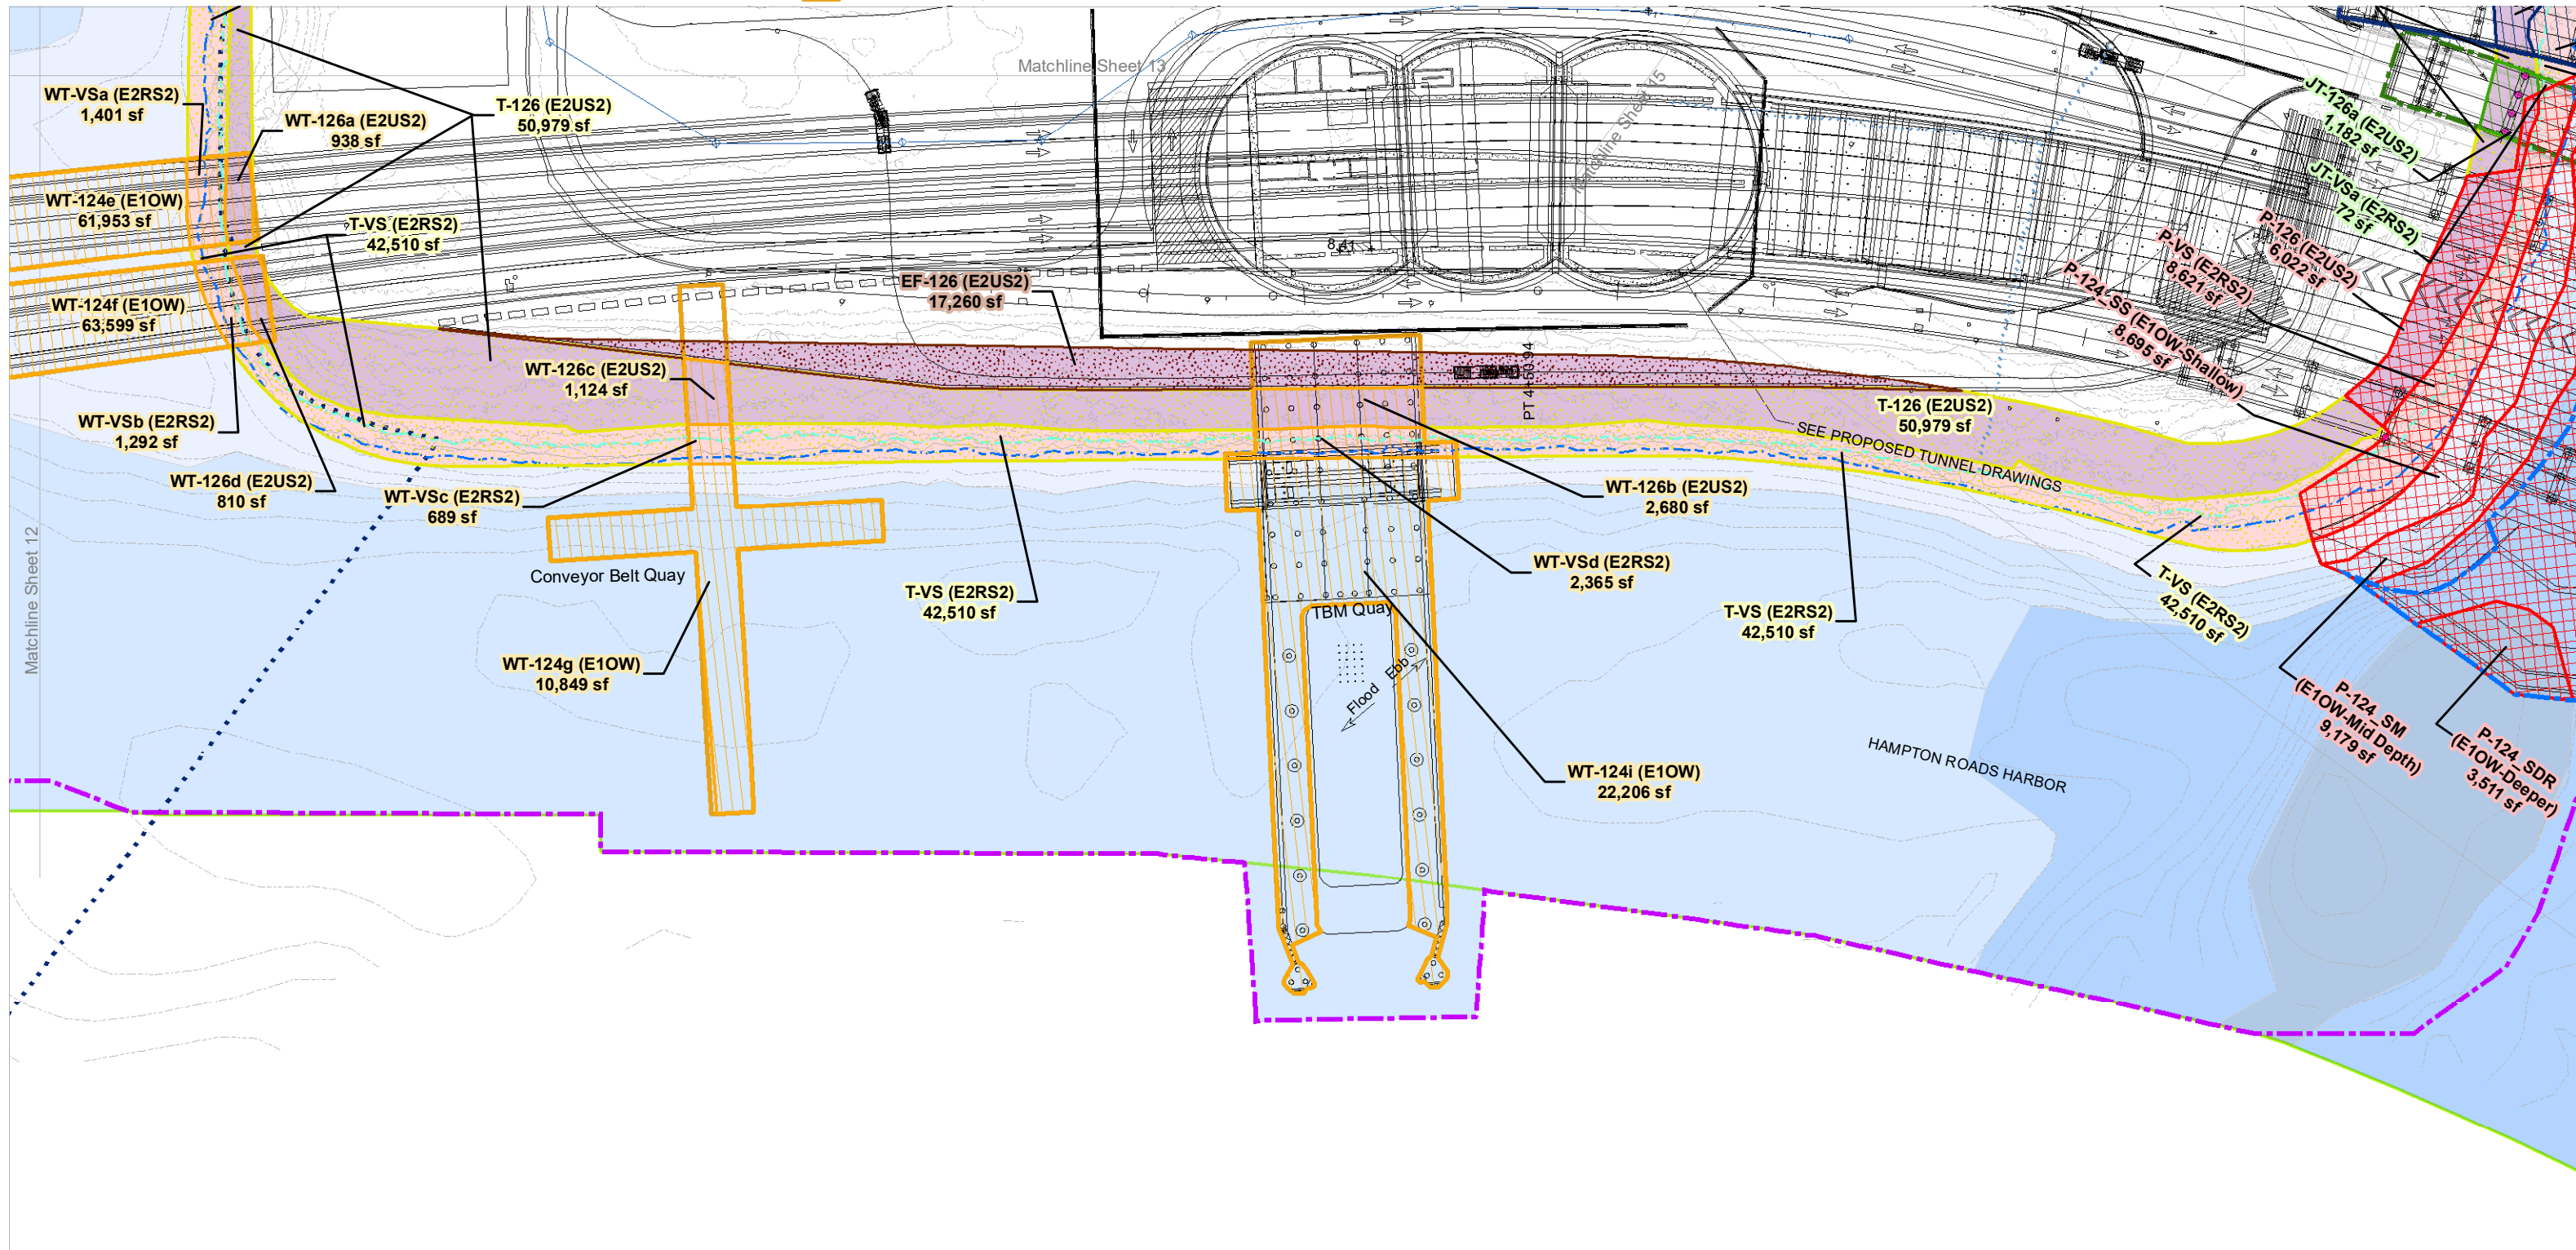 Matchline Sheet 13
WT-VSa (E2RS2)
1,401 sf
WT-126a (E2US2)
938 sf
T-126 (E2US2)
50,979 sf
WT-124e (E1OW)
61,953 sf
T-VS (E2RS2)
42,510 sf
WT-124f (E1OW)
63,599 sf
EF-126 (E2US2)
17,260 sf
8.41
Matchline Sheet 15
JT-126a (E2US2)
1,182 sf
JT-VSa (E2RS2)
72 sf
P-126 (E2US2)
6,022 sf
P-VS (E2RS2)
8,621 sf
P-124_SS (E1OW-Shallow)
8,695 sf
WT-126c (E2US2)
1,124 sf
WT-VSb (E2RS2)
1,292 sf
WT-126d (E2US2)
810 sf
WT-VSc (E2RS2)
689 sf
T-126 (E2US2)
50,979 sf
SEE PROPOSED TUNNEL DRAWINGS
WT-126b (E2US2)
2,680 sf
WT-VSd (E2RS2)
2,365 sf
Matchline Sheet 12
Conveyor Belt Quay
T-VS (E2RS2)
42,510 sf
TBM Quay
T-VS (E2RS2)
42,510 sf
T-VS (E2RS2)
42,510 sf
WT-124g (E1OW)
10,849 sf
Ebb
Flood
WT-124i (E1OW)
22,206 sf
HAMPTON ROADS HARBOR
P-124_SM
(E1OW-Mid Depth)
9,179 sf
P-124_SDR
(E1OW-Deeper)
3,511 sf